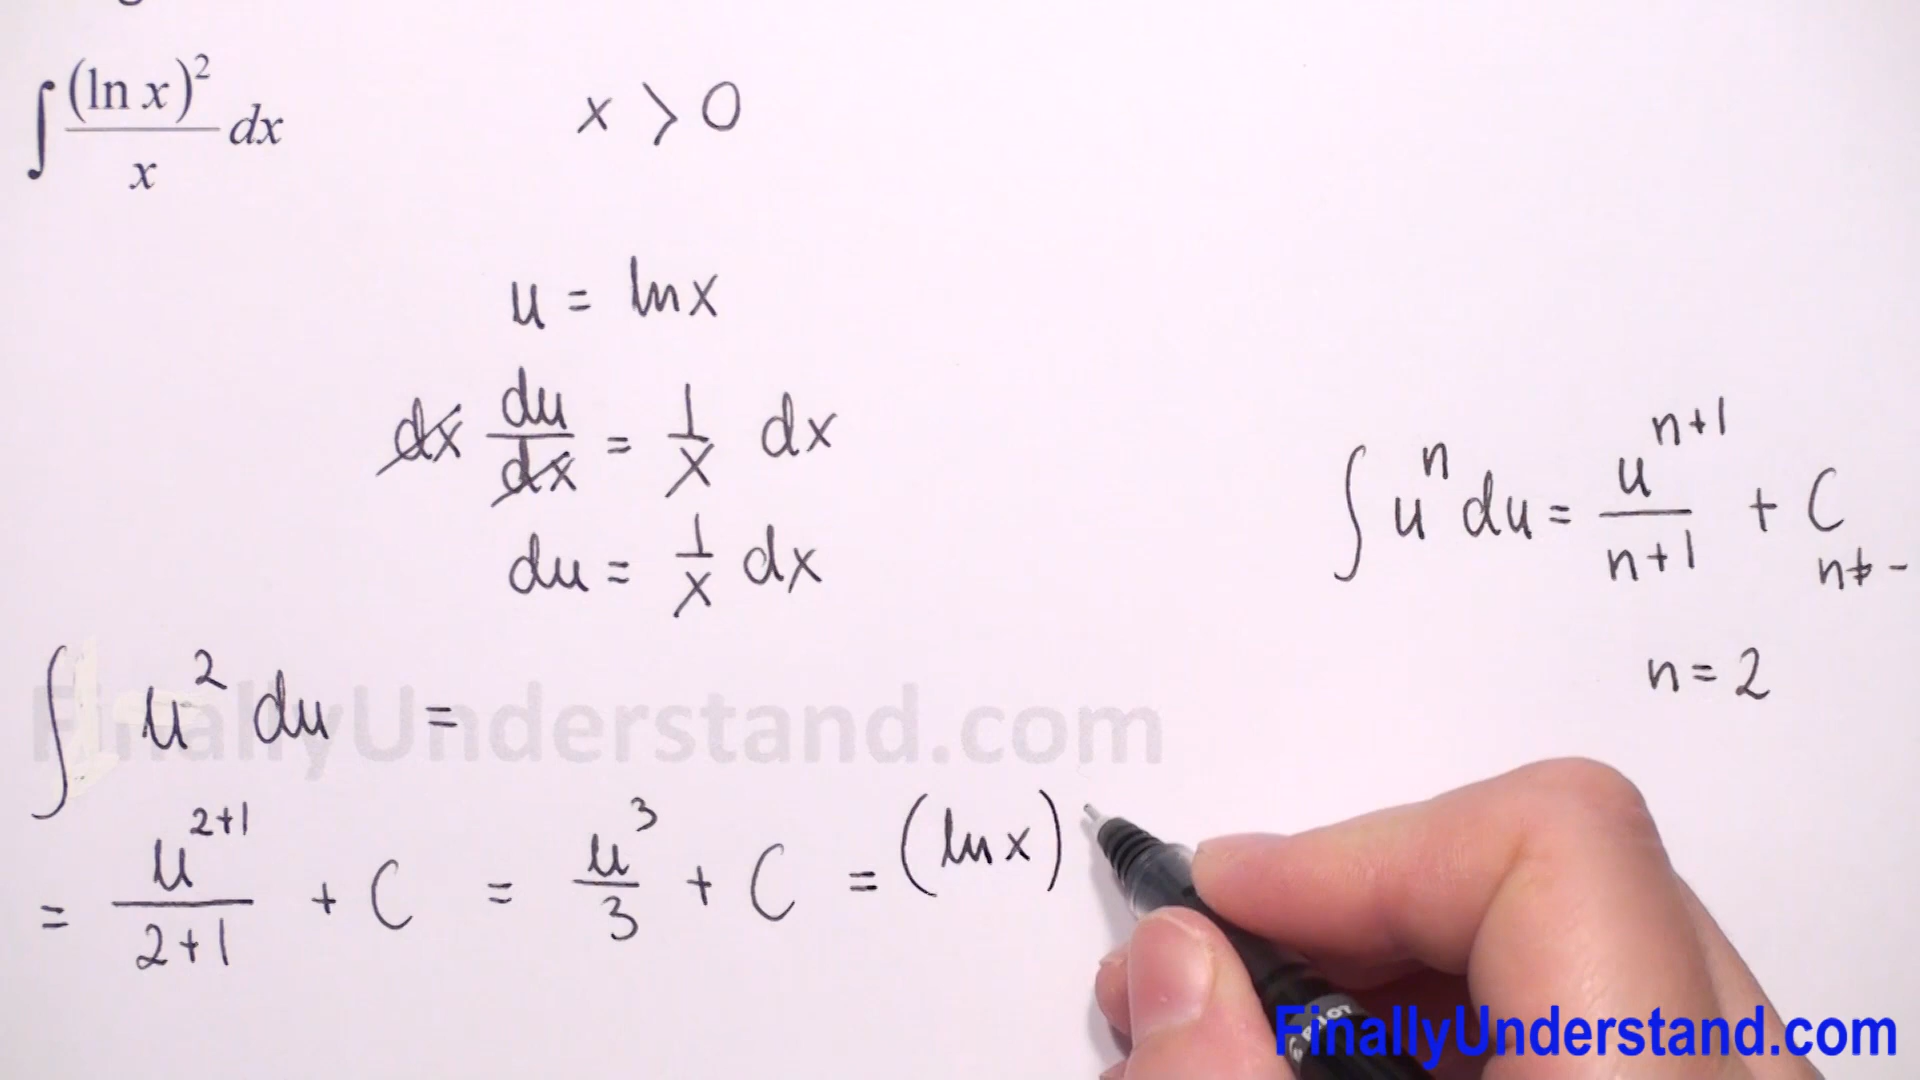 ∫ (ln x)² / x dx    x > 0
u = ln x
dx du/dx = 1/x dx
du = 1/x dx
∫ uⁿ du = uⁿ⁺¹ / n+1 + C
n ≠ -
n = 2
∫ u² du =
= u²⁺¹ / 2+1 + C = u³ / 3 + C = (ln x)
FinallyUnderstand.com
PILOT
FinallyUnderstand.com